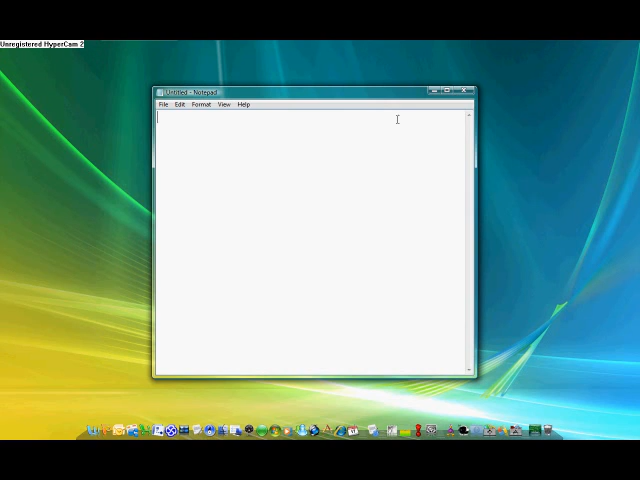 Unregistered HyperCam 2
Untitled - Notepad
File Edit Format View Help